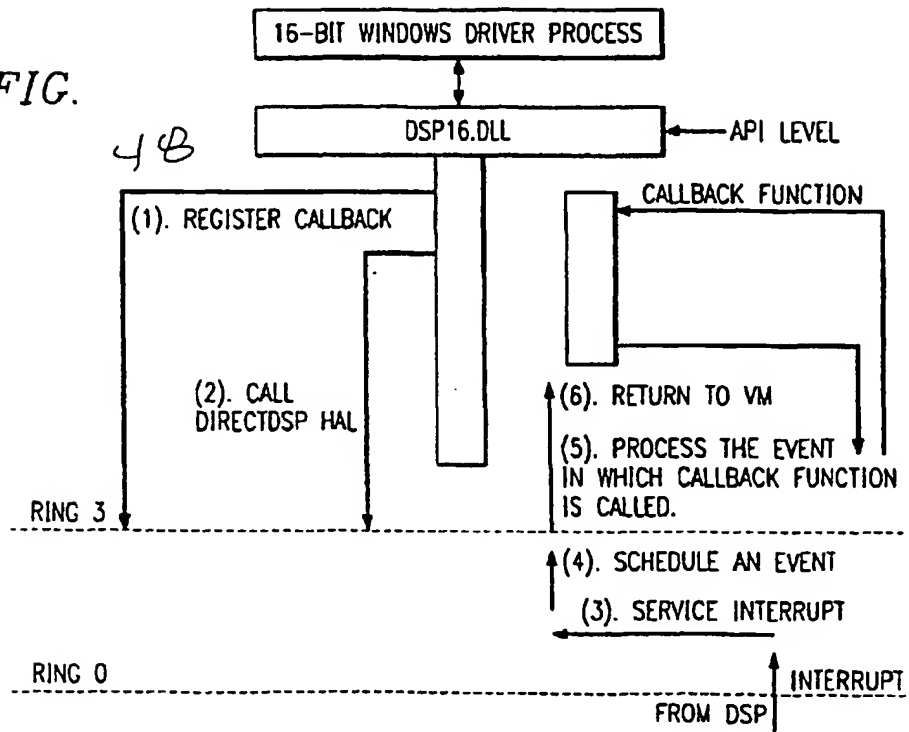 16-BIT WINDOWS DRIVER PROCESS
FIG.
48
DSP16.DLL
API LEVEL
CALLBACK FUNCTION
(1). REGISTER CALLBACK
(2). CALL
DIRECTDSP HAL
(6). RETURN TO VM
(5). PROCESS THE EVENT
IN WHICH CALLBACK FUNCTION
IS CALLED.
RING 3
(4). SCHEDULE AN EVENT
(3). SERVICE INTERRUPT
RING 0
INTERRUPT
FROM DSP